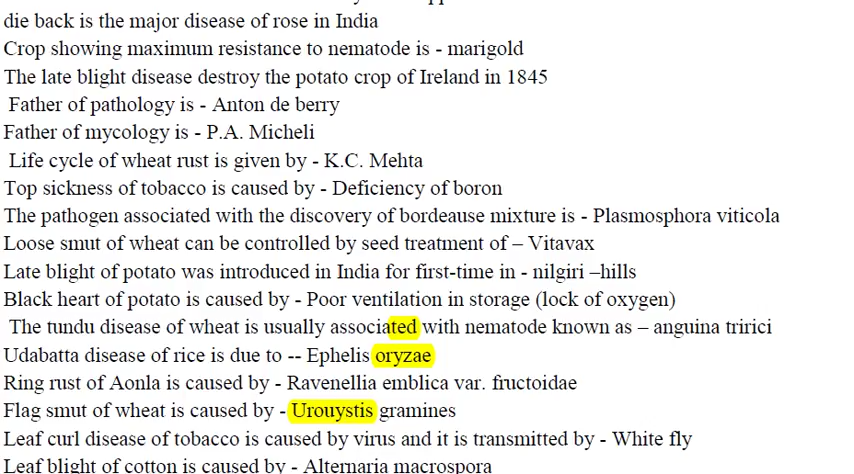 die back is the major disease of rose in India
Crop showing maximum resistance to nematode is - marigold
The late blight disease destroy the potato crop of Ireland in 1845
Father of pathology is - Anton de berry
Father of mycology is - P.A. Micheli
Life cycle of wheat rust is given by - K.C. Mehta
Top sickness of tobacco is caused by - Deficiency of boron
The pathogen associated with the discovery of bordeause mixture is - Plasmosphora viticola
Loose smut of wheat can be controlled by seed treatment of – Vitavax
Late blight of potato was introduced in India for first-time in - nilgiri –hills
Black heart of potato is caused by - Poor ventilation in storage (lock of oxygen)
The tundu disease of wheat is usually associated with nematode known as – anguina tririci
Udabatta disease of rice is due to -- Ephelis oryzae
Ring rust of Aonla is caused by - Ravenellia emblica var. fructoidae
Flag smut of wheat is caused by - Urouystis gramines
Leaf curl disease of tobacco is caused by virus and it is transmitted by - White fly
Leaf blight of cotton is caused by - Alternaria macrospora